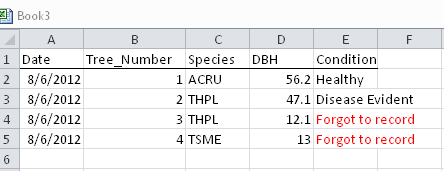 Book3
A B C D E F
1 Date Tree_Number Species DBH Condition
2 8/6/2012 1 ACRU 56.2 Healthy
3 8/6/2012 2 THPL 47.1 Disease Evident
4 8/6/2012 3 THPL 12.1 Forgot to record
5 8/6/2012 4 TSME 13 Forgot to record
6